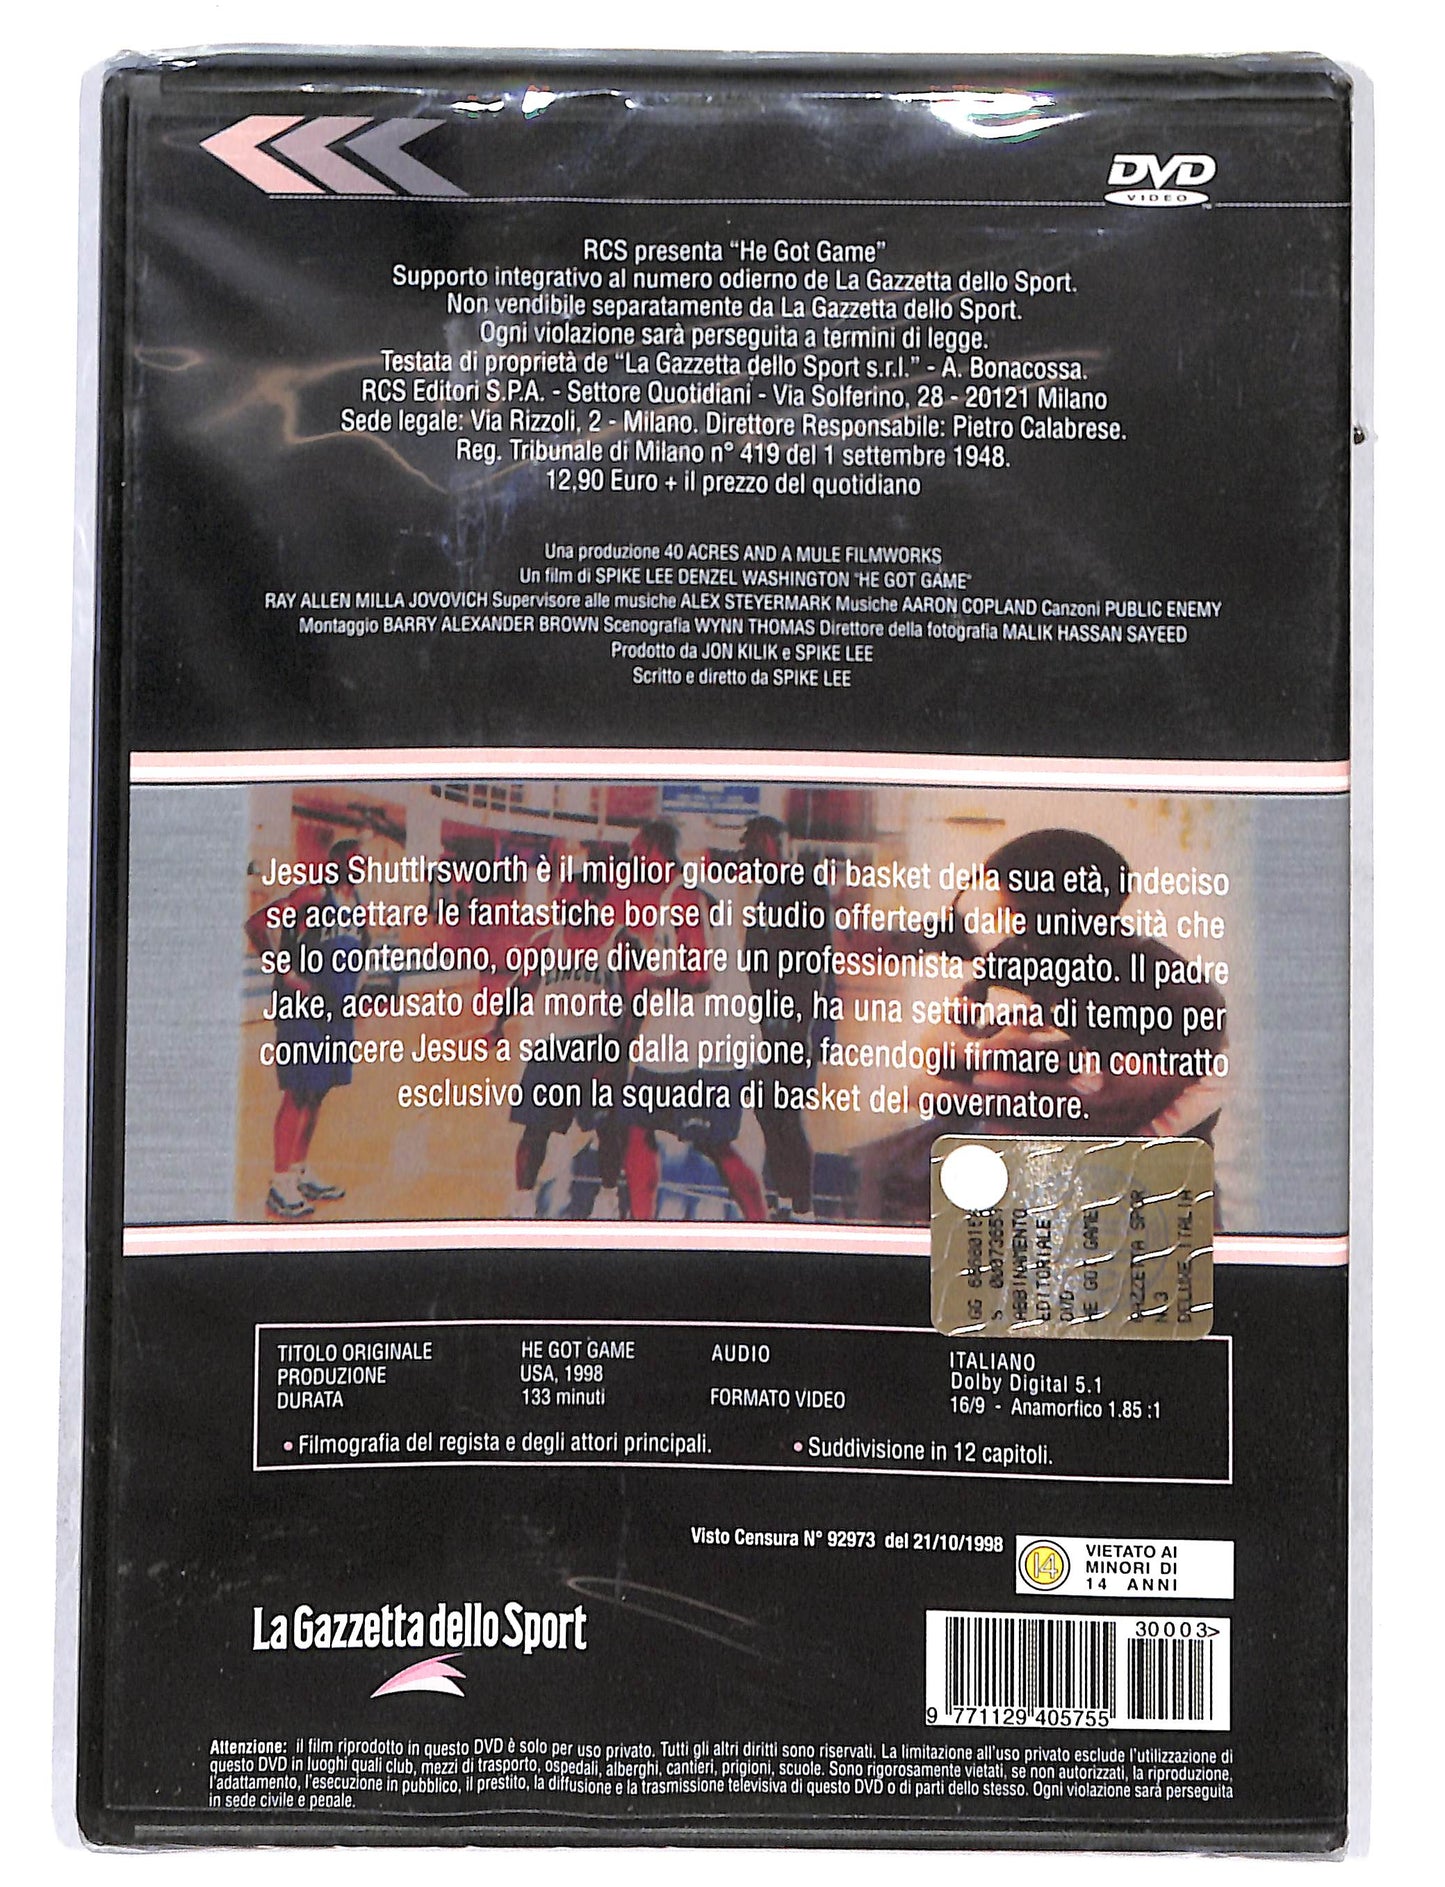 DVD
VIDEO
RCS presenta “He Got Game”
Supporto integrativo al numero odierno de La Gazzetta dello Sport.
Non vendibile separatamente da La Gazzetta dello Sport.
Ogni violazione sarà perseguita a termini di legge.
Testata di proprietà de “La Gazzetta dello Sport s.r.l.” - A. Bonacossa.
RCS Editori S.P.A. - Settore Quotidiani - Via Solferino, 28 - 20121 Milano
Sede legale: Via Rizzoli, 2 - Milano. Direttore Responsabile: Pietro Calabrese.
Reg. Tribunale di Milano n° 419 del 1 settembre 1948.
12,90 Euro + il prezzo del quotidiano
Una produzione 40 ACRES AND A MULE FILMWORKS
Un film di SPIKE LEE DENZEL WASHINGTON "HE GOT GAME"
RAY ALLEN MILLA JOVOVICH Supervisore alle musiche ALEX STEYERMARK Musiche AARON COPLAND Canzoni PUBLIC ENEMY
Montaggio BARRY ALEXANDER BROWN Scenografia WYNN THOMAS Direttore della fotografia MALIK HASSAN SAYEED
Prodotto da JON KILIK e SPIKE LEE
Scritto e diretto da SPIKE LEE
Jesus Shuttlrsworth è il miglior giocatore di basket della sua età, indeciso
se accettare le fantastiche borse di studio offertegli dalle università che
se lo contendono, oppure diventare un professionista strapagato. Il padre
Jake, accusato della morte della moglie, ha una settimana di tempo per
convincere Jesus a salvarlo dalla prigione, facendogli firmare un contratto
esclusivo con la squadra di basket del governatore.
ABBINAMENTO
EDITORIALE
DVD
HE GO GAME
GAZZETTA SPOR
N.3
DELUXE ITALIA
TITOLO ORIGINALE HE GOT GAME AUDIO ITALIANO
PRODUZIONE USA, 1998 Dolby Digital 5.1
DURATA 133 minuti FORMATO VIDEO 16/9 - Anamorfico 1.85 :1
• Filmografia del regista e degli attori principali. • Suddivisione in 12 capitoli.
Visto Censura N° 92973 del 21/10/1998
14
VIETATO AI
MINORI DI
14 ANNI
La Gazzetta dello Sport
30003>
9 771129 405755
Attenzione: il film riprodotto in questo DVD è solo per uso privato. Tutti gli altri diritti sono riservati. La limitazione all'uso privato esclude l'utilizzazione di
questo DVD in luoghi quali club, mezzi di trasporto, ospedali, alberghi, cantieri, prigioni, scuole. Sono rigorosamente vietati, se non autorizzati, la riproduzione,
l'adattamento, l'esecuzione in pubblico, il prestito, la diffusione e la trasmissione televisiva di questo DVD o di parti dello stesso. Ogni violazione sarà perseguita
in sede civile e penale.